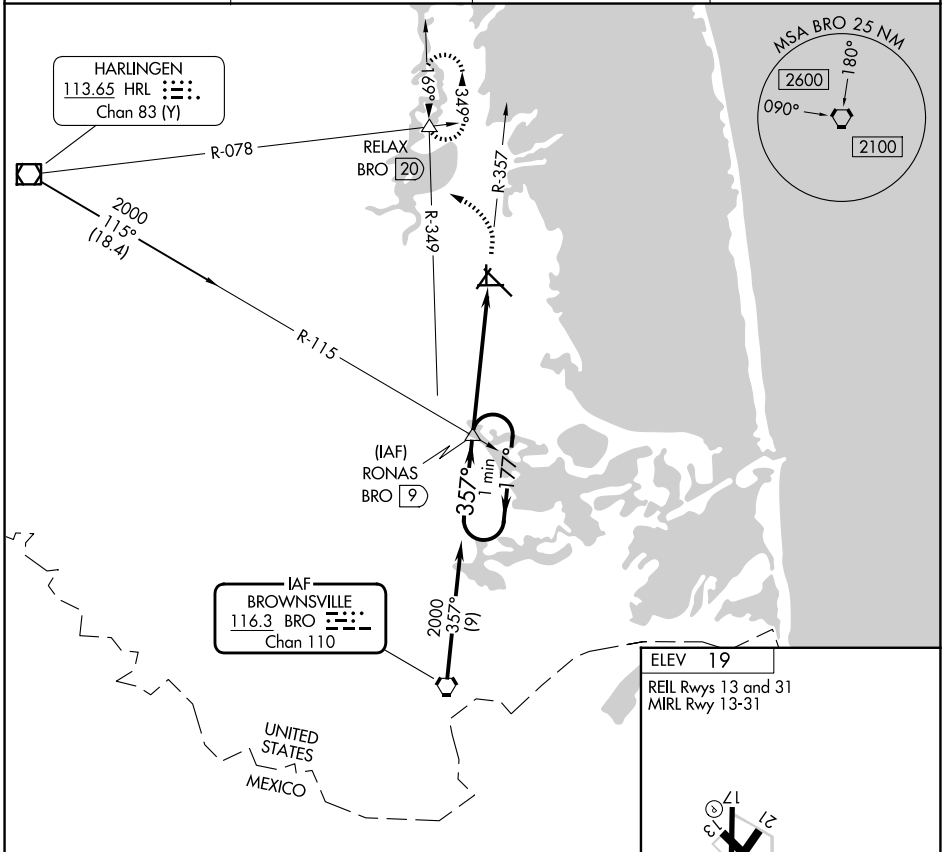 MSA BRO 25 NM
180°
2600
090°
2100
HARLINGEN
113.65 HRL
Chan 83 (Y)
169°
349°
R-078
RELAX
BRO 20
R-357
R-349
2000
115°
(18.4)
R-115
(IAF)
RONAS
BRO 9
357°
1 min
177°
IAF
BROWNSVILLE
116.3 BRO
Chan 110
2000
357°
(9)
UNITED
STATES
MEXICO
ELEV 19
REIL Rwys 13 and 31
MIRL Rwy 13-31
17
21
13